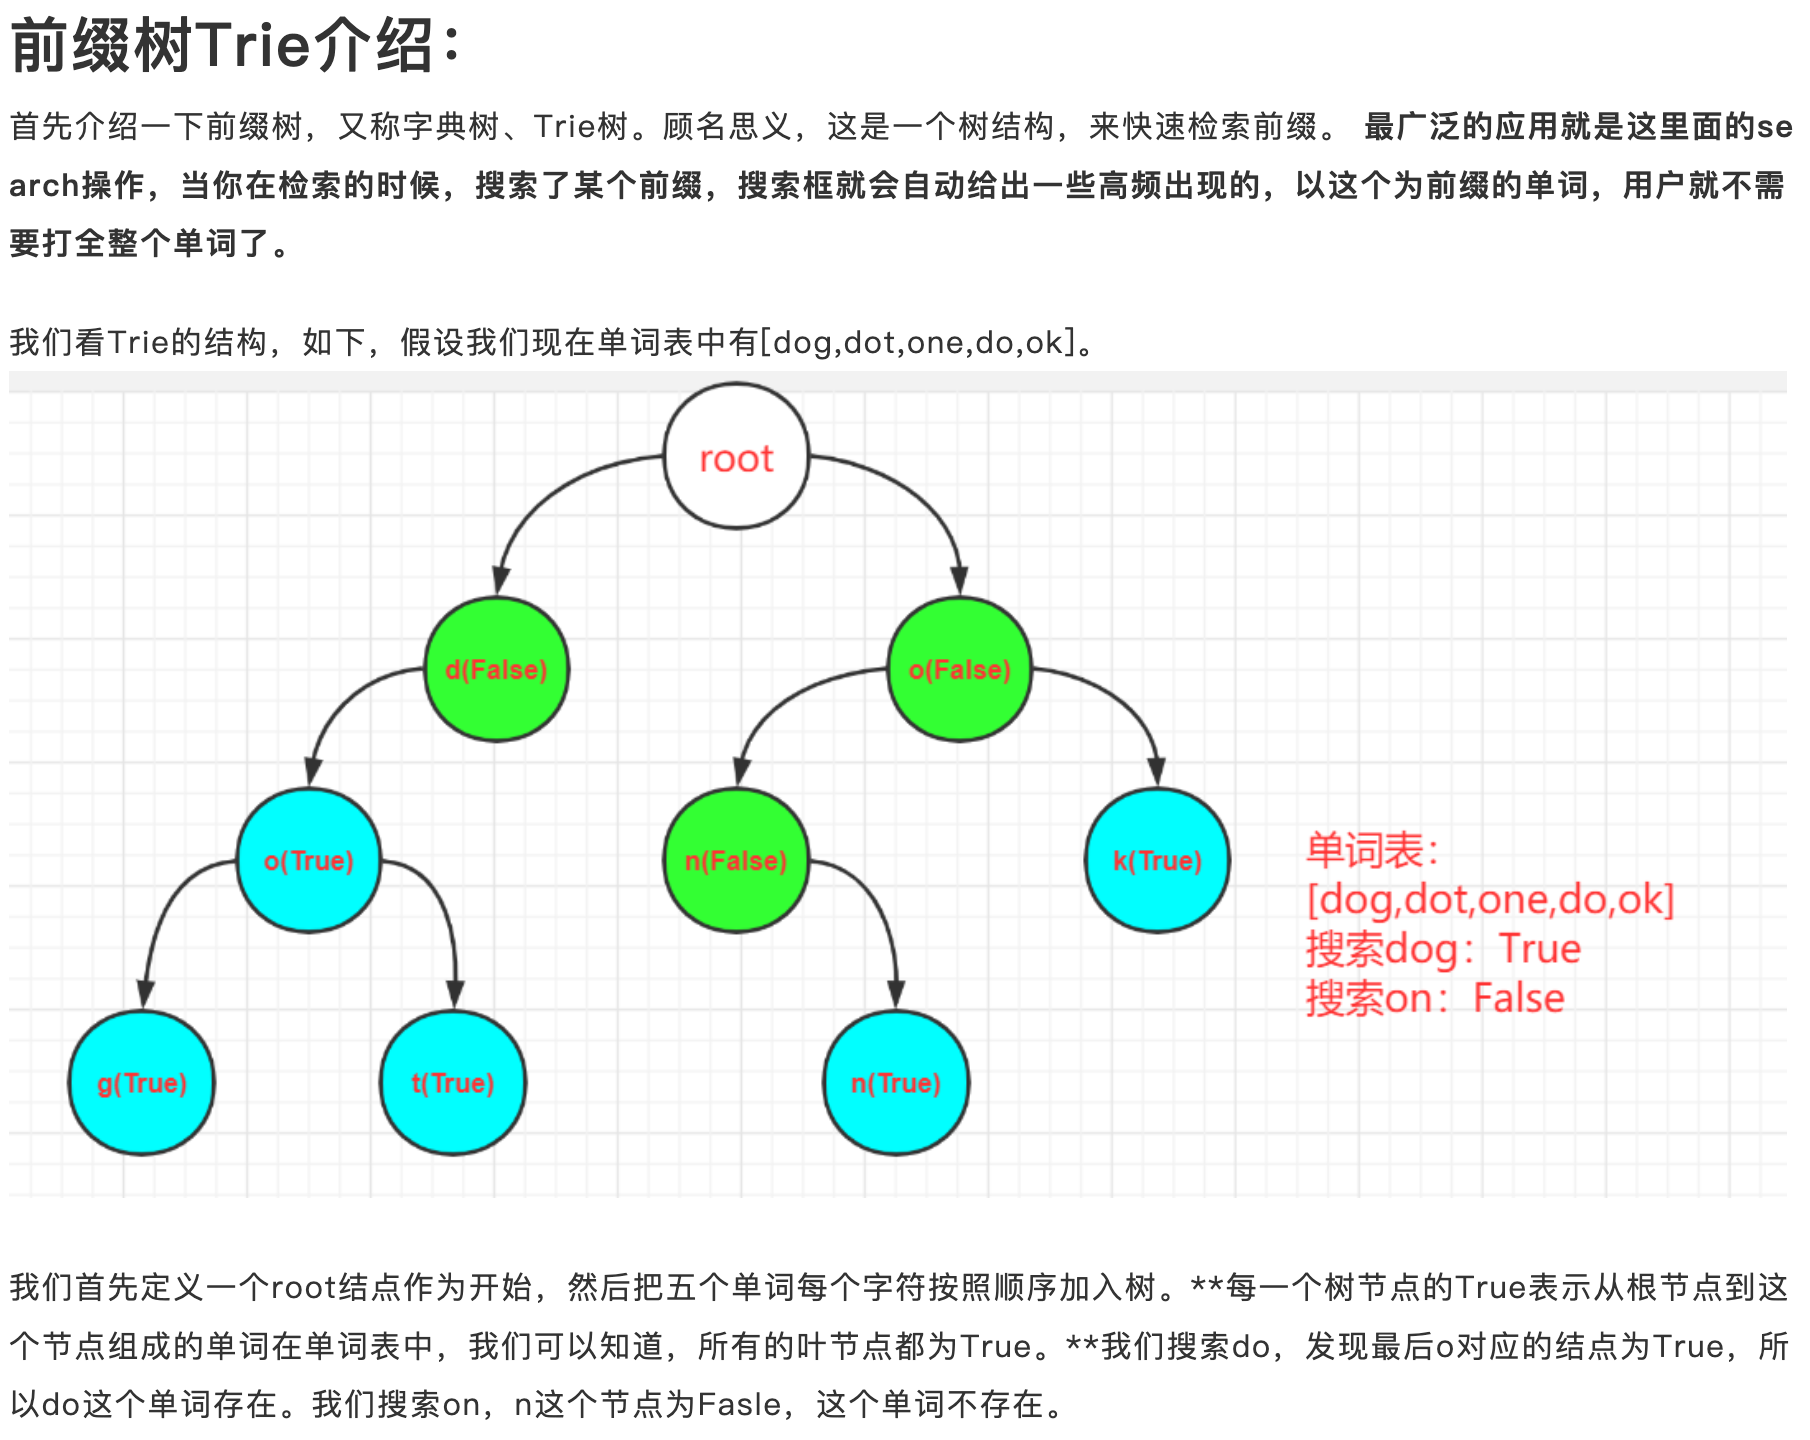 前缀树Trie介绍：
首先介绍一下前缀树，又称字典树、Trie树。顾名思义，这是一个树结构，来快速检索前缀。 最广泛的应用就是这里面的se
arch操作，当你在检索的时候，搜索了某个前缀，搜索框就会自动给出一些高频出现的，以这个为前缀的单词，用户就不需
要打全整个单词了。
我们看Trie的结构，如下，假设我们现在单词表中有[dog,dot,one,do,ok]。
root
d(False)
o(False)
o(True)
n(False)
k(True)
单词表：
[dog,dot,one,do,ok]
搜索dog：True
搜索on：False
g(True)
t(True)
n(True)
我们首先定义一个root结点作为开始，然后把五个单词每个字符按照顺序加入树。**每一个树节点的True表示从根节点到这
个节点组成的单词在单词表中，我们可以知道，所有的叶节点都为True。**我们搜索do，发现最后o对应的结点为True，所
以do这个单词存在。我们搜索on，n这个节点为Fasle，这个单词不存在。